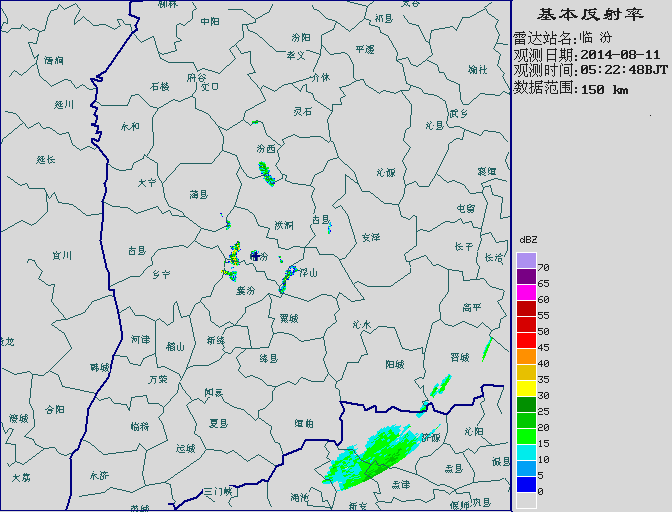 基本反射率
雷达站名:临 汾
观测日期:2014-08-11
观测时间:05:22:48BJT
数据范围:150 km
dBZ
70
65
60
55
50
45
40
35
30
25
20
15
10
5
0
中阳
祁县
汾阳
孝义
平遥
清涧
介休
榆社
石楼
交口
延川
灵石
武乡
永和
沁县
汾西
延长
沁源
襄垣
大宁
蒲县
屯留
洪洞
古县
安泽
长子
长治
宜川
吉县
汾
乡宁
浮山
襄汾
高平
翼城
沁水
河津
稷山
新绛
绛县
阳城
晋城
韩城
万荣
闻喜
合阳
澄城
临猗
夏县
垣曲
济源
沁阳
运城
孟县
温县
大荔
永济
孟津
三门峡
渑池
新安
偃师
巩县
芮城